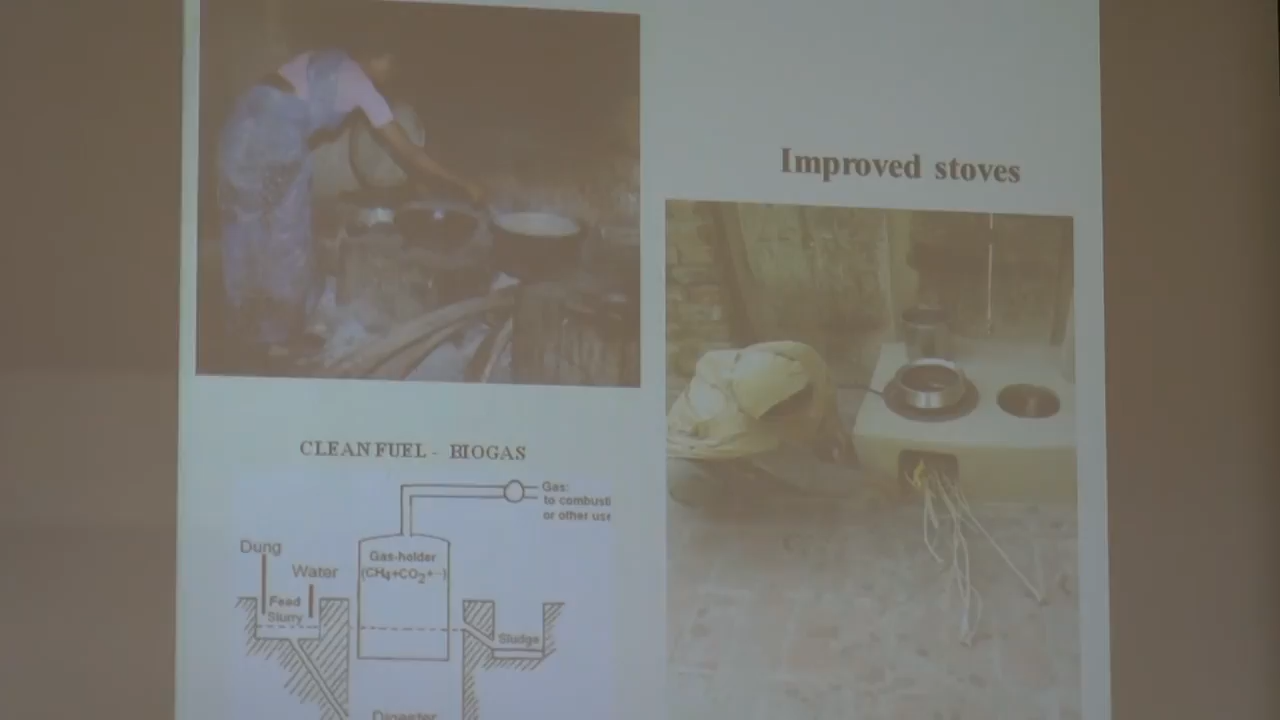 Improved stoves
CLEAN FUEL - BIOGAS
Gas:
to combusti
or other use
Dung
Water
Gas-holder
(CH4+CO2+--)
Feed
Slurry
Sludge
Digester